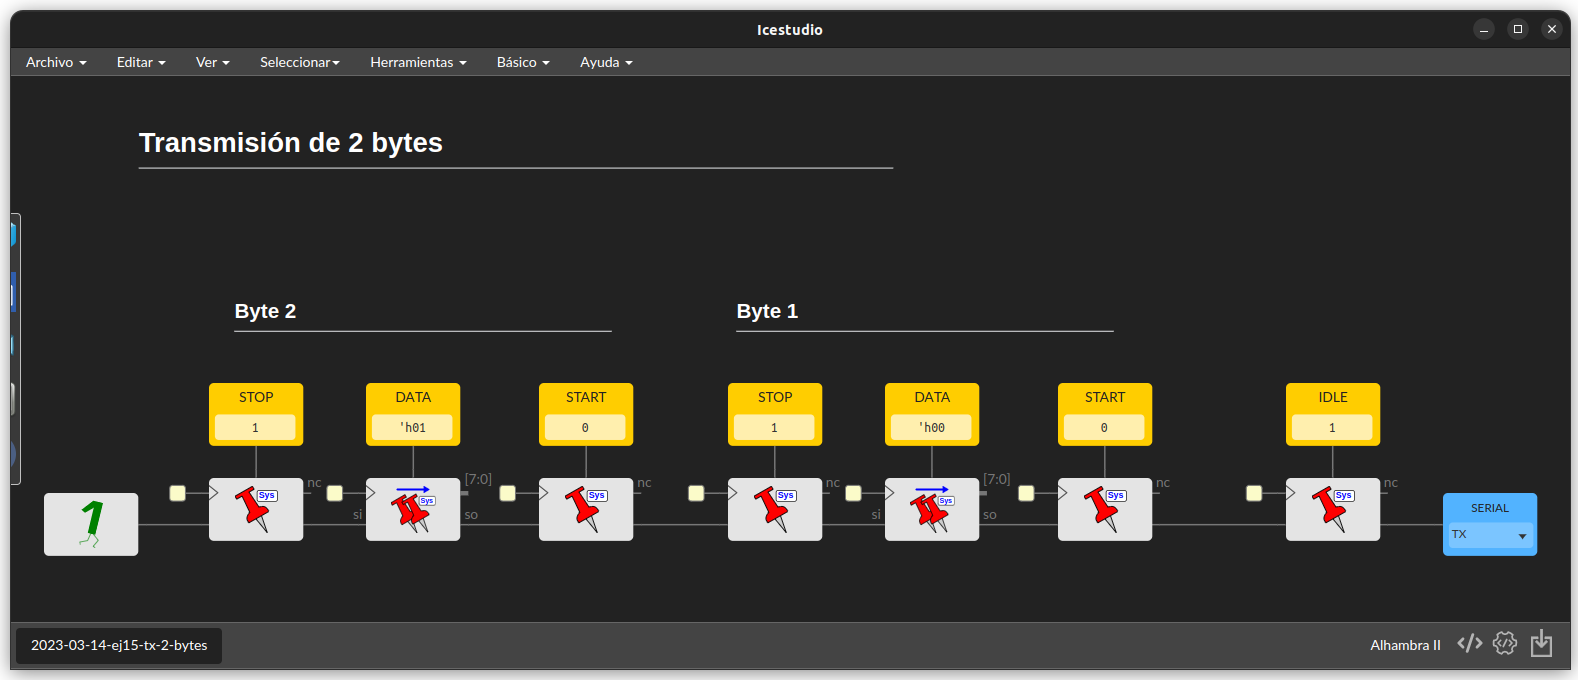 Icestudio
Archivo Editar Ver Seleccionar Herramientas Básico Ayuda
Transmisión de 2 bytes
Byte 2 Byte 1
STOP DATA START STOP DATA START IDLE
1 'h01 0 1 'h00 0 1
nc [7:0] nc nc [7:0] nc nc
Sys Sys Sys Sys Sys Sys Sys
1 si so si so
SERIAL
TX
2023-03-14-ej15-tx-2-bytes Alhambra II